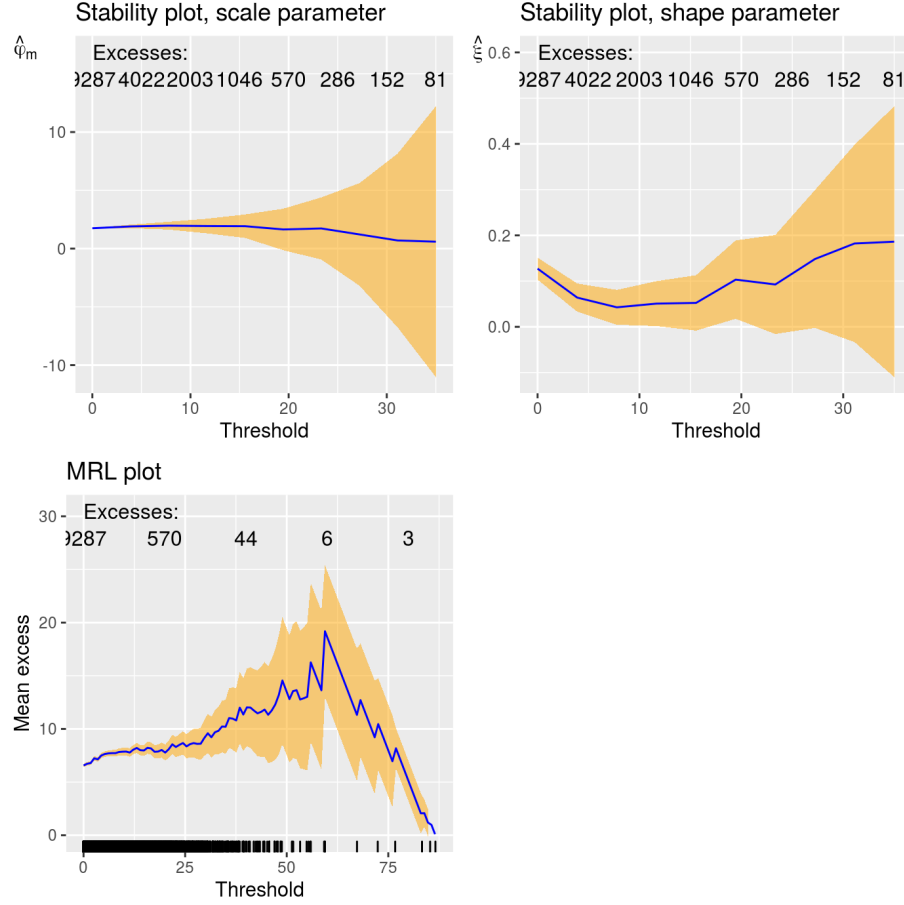 Stability plot, scale parameter
φ̂m
Excesses:
9287 4022 2003 1046 570 286 152 81
10
0
-10
0 10 20 30
Threshold
Stability plot, shape parameter
ξ̂
0.6
Excesses:
9287 4022 2003 1046 570 286 152 81
0.4
0.2
0.0
0 10 20 30
Threshold
MRL plot
Mean excess
30
Excesses:
9287 570 44 6 3
20
10
0
0 25 50 75
Threshold